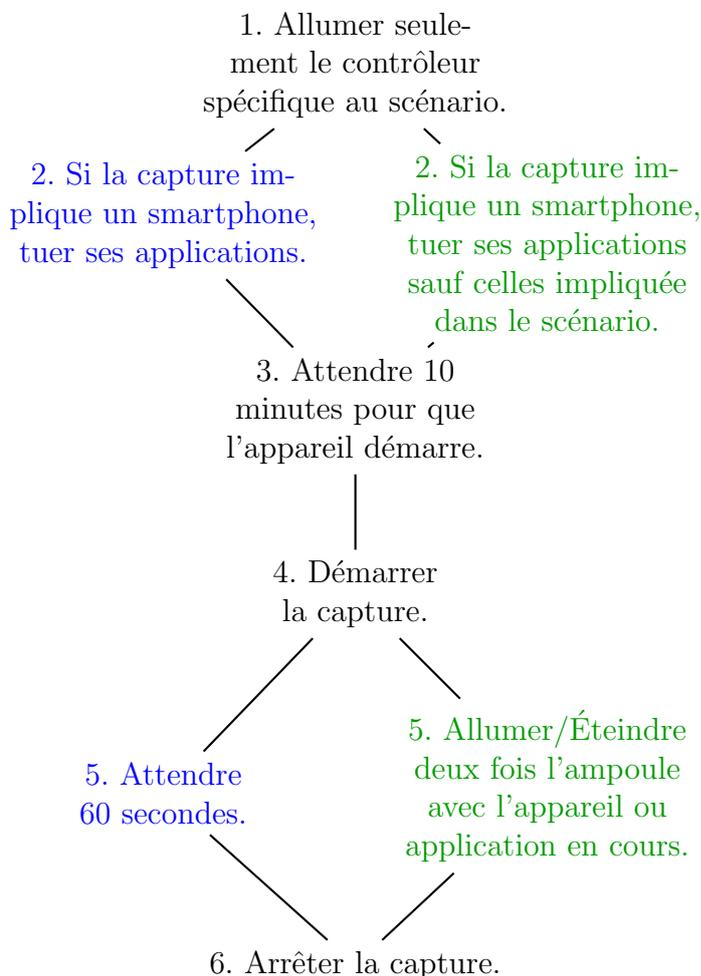 1. Allumer seule-
ment le contrôleur
spécifique au scénario.
2. Si la capture im-
plique un smartphone,
tuer ses applications.
2. Si la capture im-
plique un smartphone,
tuer ses applications
sauf celles impliquée
dans le scénario.
3. Attendre 10
minutes pour que
l'appareil démarre.
4. Démarrer
la capture.
5. Attendre
60 secondes.
5. Allumer/Éteindre
deux fois l'ampoule
avec l'appareil ou
application en cours.
6. Arrêter la capture.